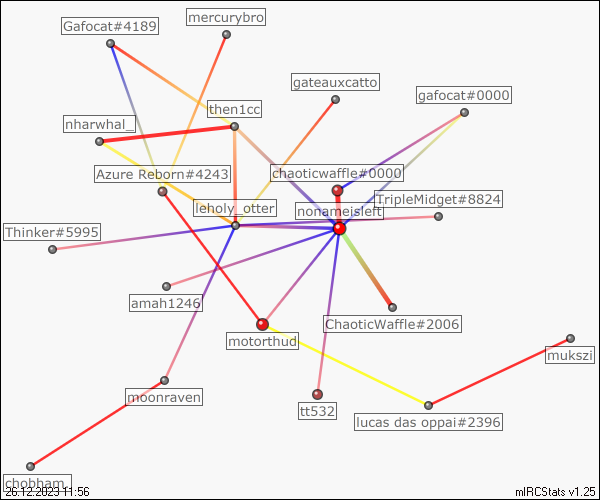 mercurybro
Gafocat#4189
gateauxcatto
gafocat#0000
then1cc
nharwhal_
Azure Reborn#4243
chaoticwaffle#0000
TripleMidget#8824
leholy_otter
nonameisleft
Thinker#5995
amah1246
ChaoticWaffle#2006
motorthud
mukszi
moonraven
tt532
lucas das oppai#2396
chobham_
26.12.2023 11:56
mIRCStats v1.25